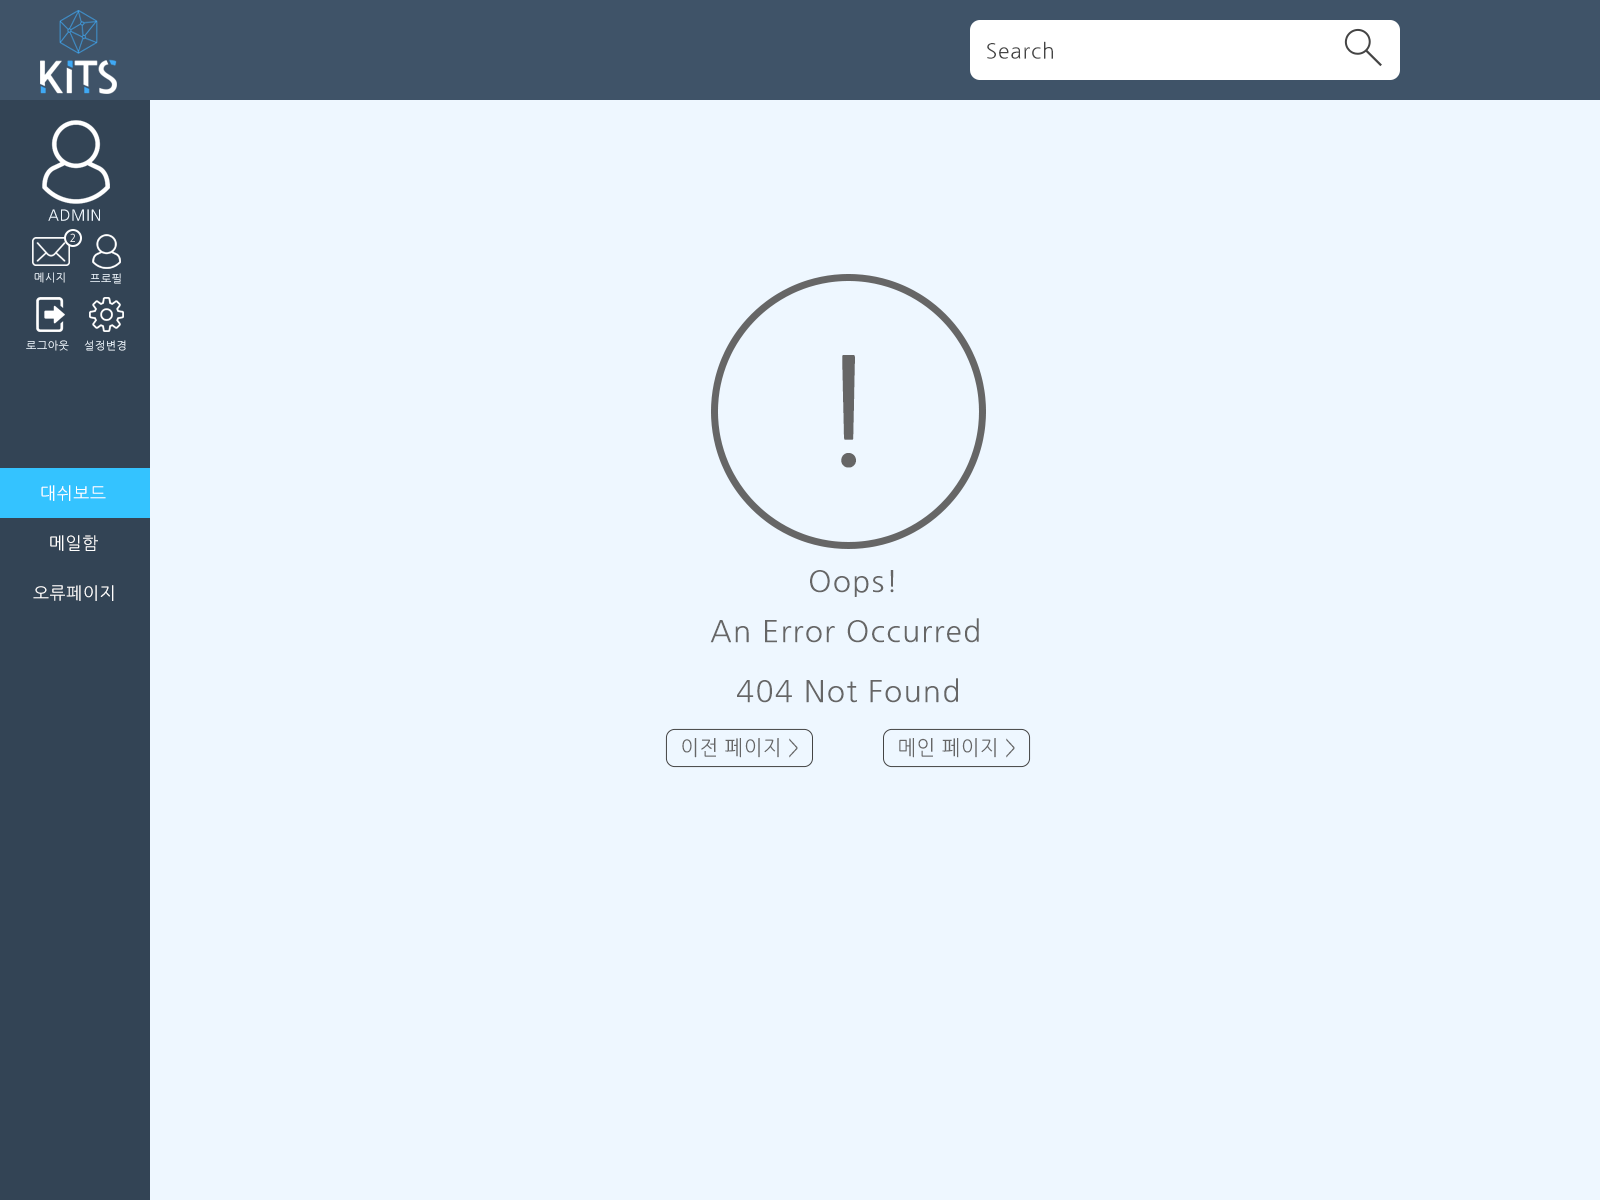 KiTS
Search
ADMIN
2
메시지
프로필
로그아웃
설정변경
대쉬보드
메일함
오류페이지
!
Oops!
An Error Occurred
404 Not Found
이전 페이지 >
메인 페이지 >